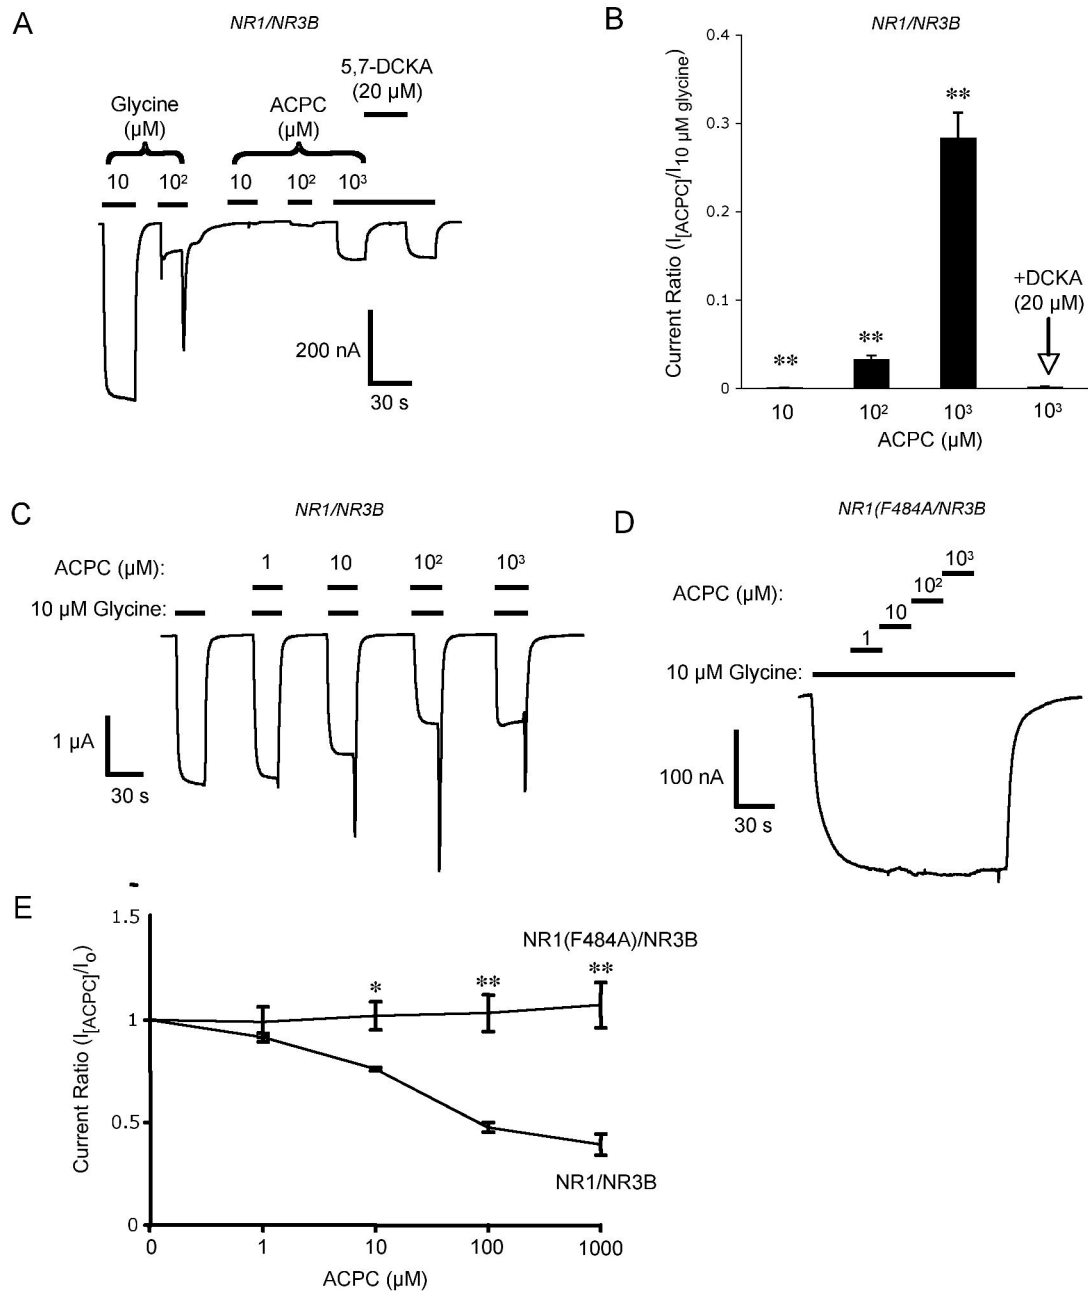 A
NR1/NR3B
5,7-DCKA
(20 µM)
Glycine
(µM)
ACPC
(µM)
10 10² 10 10² 10³
200 nA
30 s
B
NR1/NR3B
Current Ratio (I[ACPC]/I10 µM glycine)
0.4
0.3
0.2
0.1
0
**
**
**
+DCKA
(20 µM)
10 10² 10³ 10³
ACPC (µM)
C
NR1/NR3B
ACPC (µM): 1 10 10² 10³
10 µM Glycine:
1 µA
30 s
D
NR1(F484A/NR3B
ACPC (µM):
1 10 10² 10³
10 µM Glycine:
100 nA
30 s
E
Current Ratio (I[ACPC]/Io)
1.5
1
0.5
0
NR1(F484A)/NR3B
* ** **
NR1/NR3B
0 1 10 100 1000
ACPC (µM)